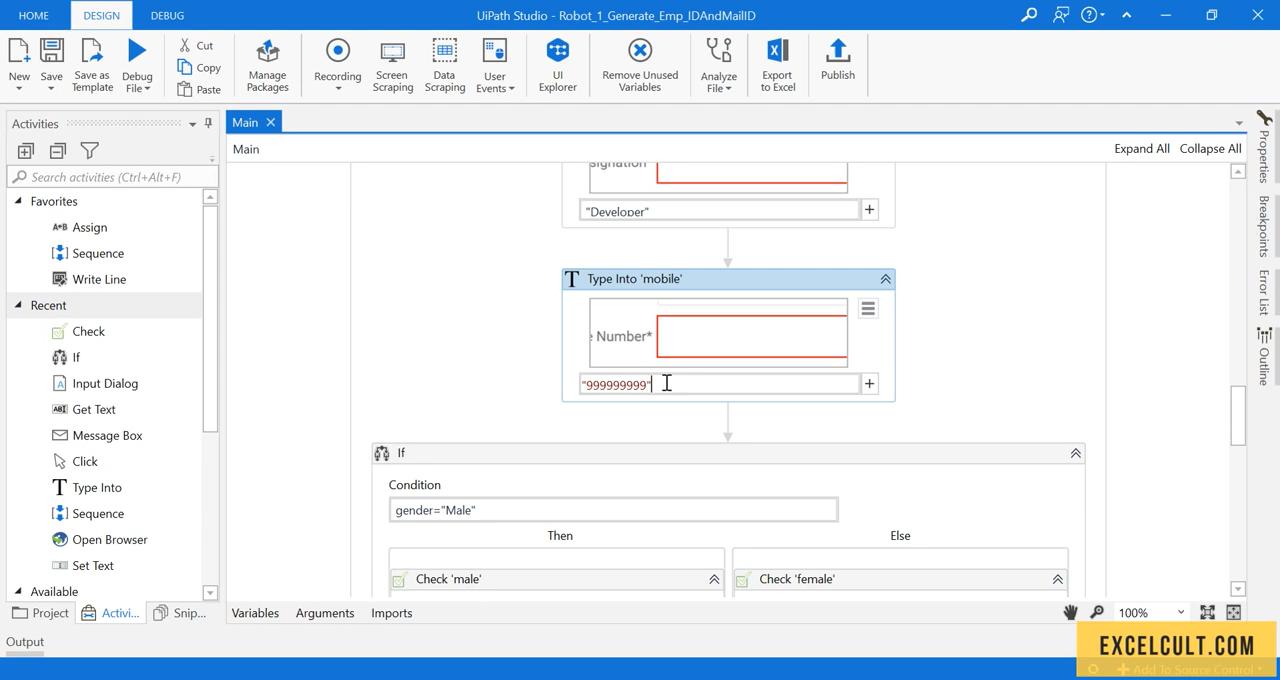 HOME
DESIGN
DEBUG
UiPath Studio - Robot_1_Generate_Emp_IDAndMailID
New
Save
Save as Template
Debug File
Cut
Copy
Paste
Manage Packages
Recording
Screen Scraping
Data Scraping
User Events
UI Explorer
Remove Unused Variables
Analyze File
Export to Excel
Publish
Activities
Main
Main
Expand All Collapse All
Search activities (Ctrl+Alt+F)
Favorites
Assign
Sequence
Write Line
Recent
Check
If
Input Dialog
Get Text
Message Box
Click
Type Into
Sequence
Open Browser
Set Text
Available
signation
"Developer"
Type Into 'mobile'
e Number*
"999999999"
If
Condition
gender="Male"
Then
Else
Check 'male'
Check 'female'
Properties
Breakpoints
Error List
Outline
Project
Activi...
Snip...
Variables
Arguments
Imports
100%
Output
EXCELCULT.COM
Add To Source Control